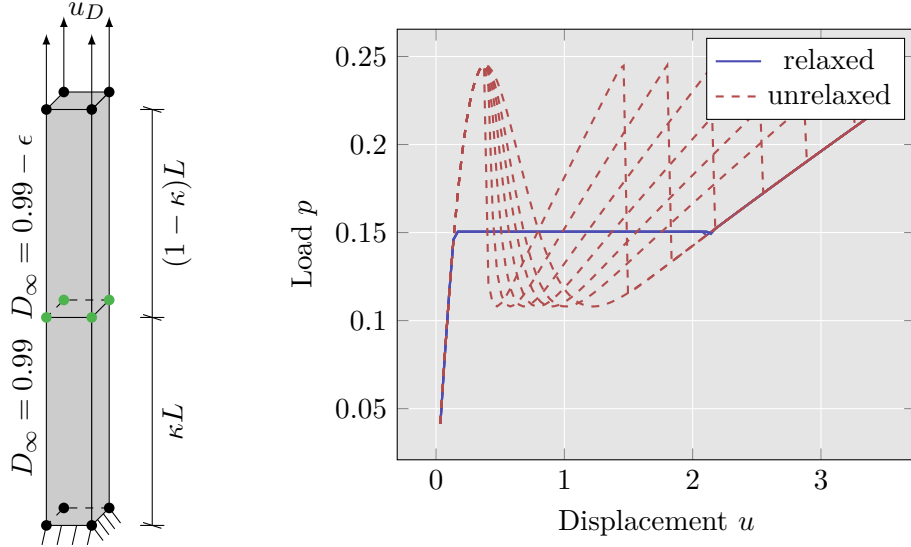 u_D
D_∞ = 0.99 − ϵ
(1 − κ)L
D_∞ = 0.99
κL
relaxed
unrelaxed
0.25
0.2
0.15
0.1
0.05
Load p
0 1 2 3
Displacement u